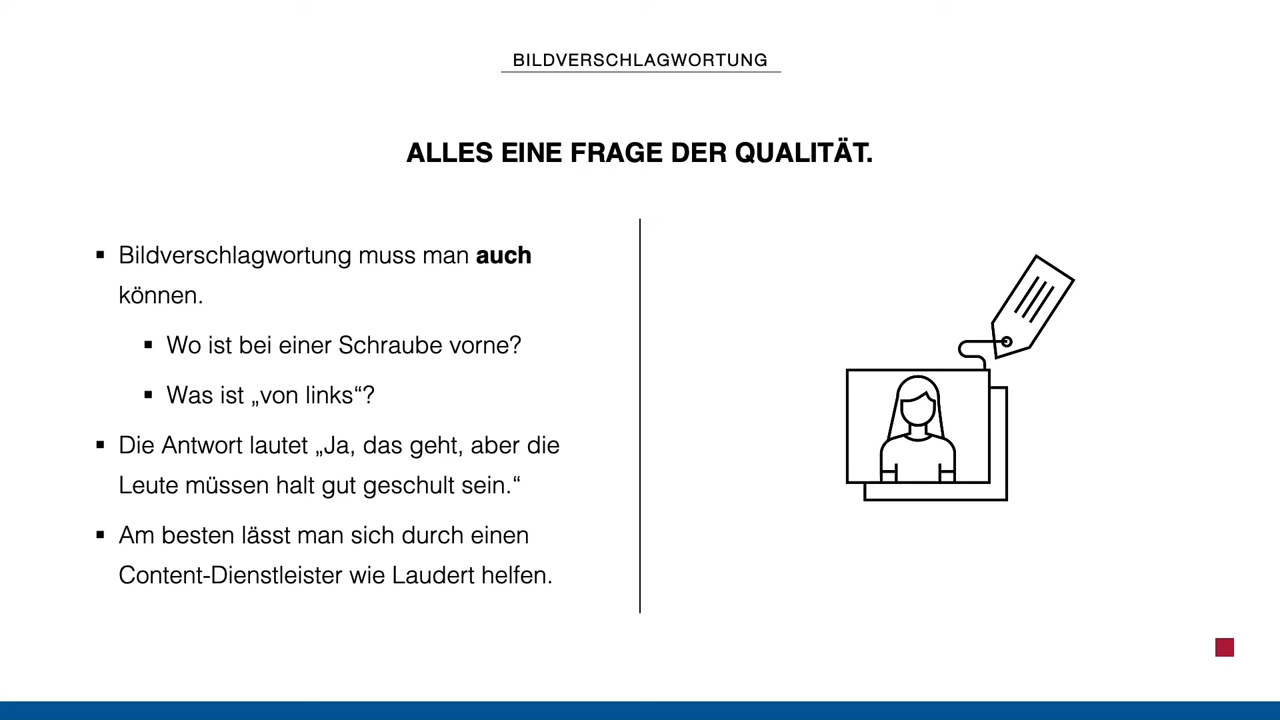 BILDVERSCHLAGWORTUNG
ALLES EINE FRAGE DER QUALITÄT.
▪ Bildverschlagwortung muss man auch
können.
▪ Wo ist bei einer Schraube vorne?
▪ Was ist „von links“?
▪ Die Antwort lautet „Ja, das geht, aber die
Leute müssen halt gut geschult sein.“
▪ Am besten lässt man sich durch einen
Content-Dienstleister wie Laudert helfen.